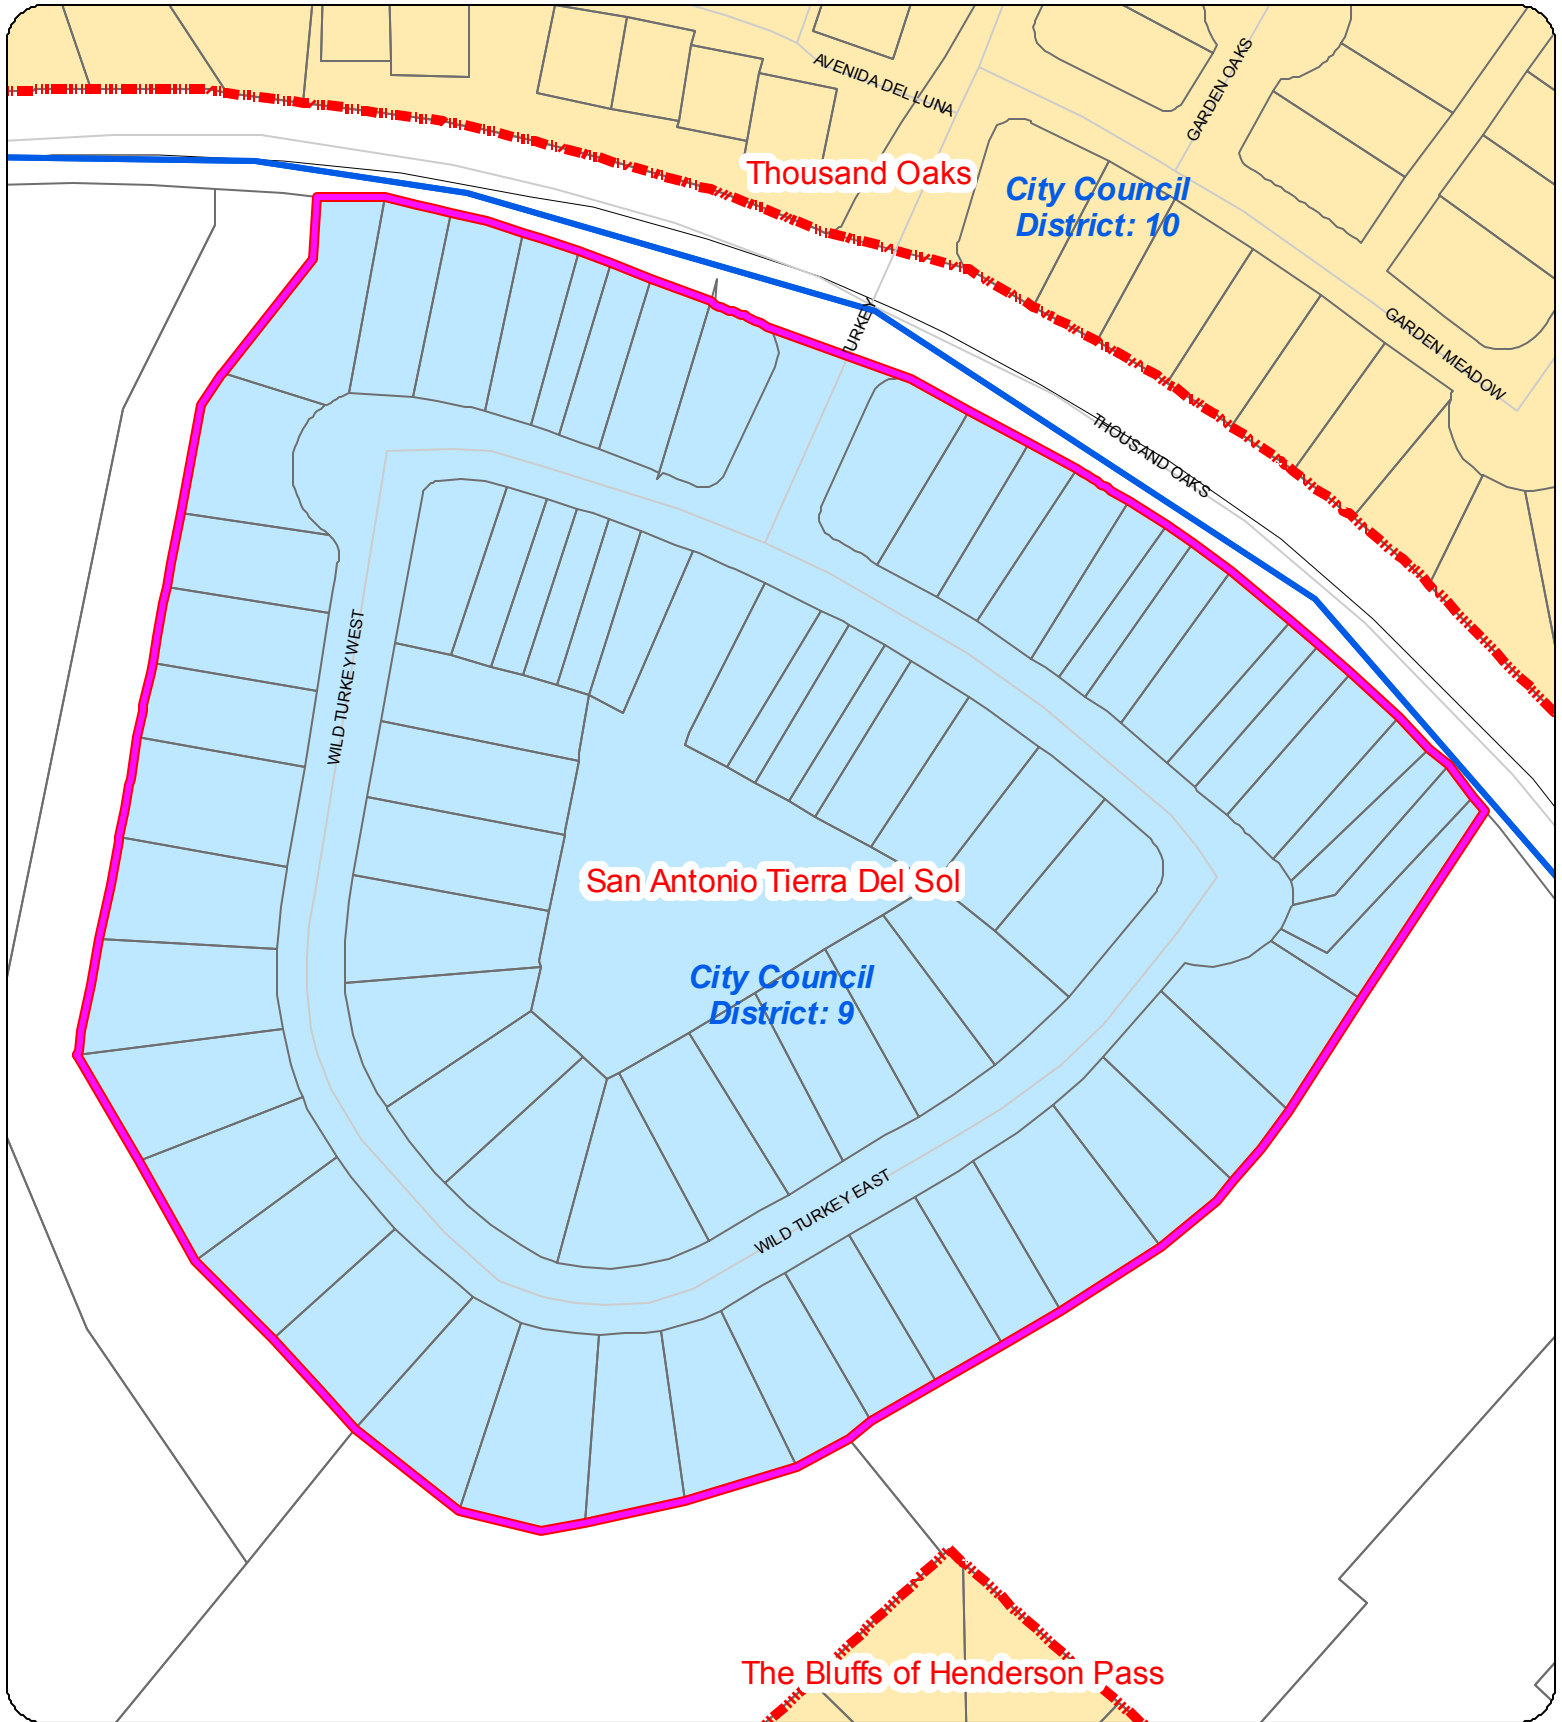 AVENIDA DEL LUNA
GARDEN OAKS
Thousand Oaks
City Council
District: 10
TURKEY
GARDEN MEADOW
THOUSAND OAKS
WILD TURKEY WEST
San Antonio Tierra Del Sol
City Council
District: 9
WILD TURKEY EAST
The Bluffs of Henderson Pass